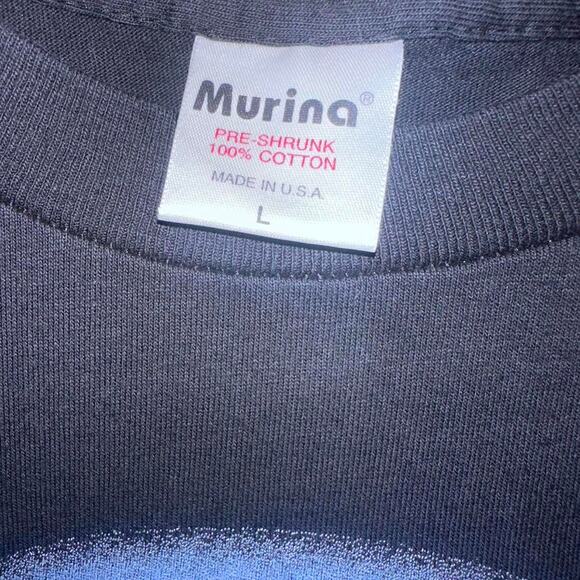 Murina®
PRE-SHRUNK
100% COTTON
MADE IN U.S.A.
L